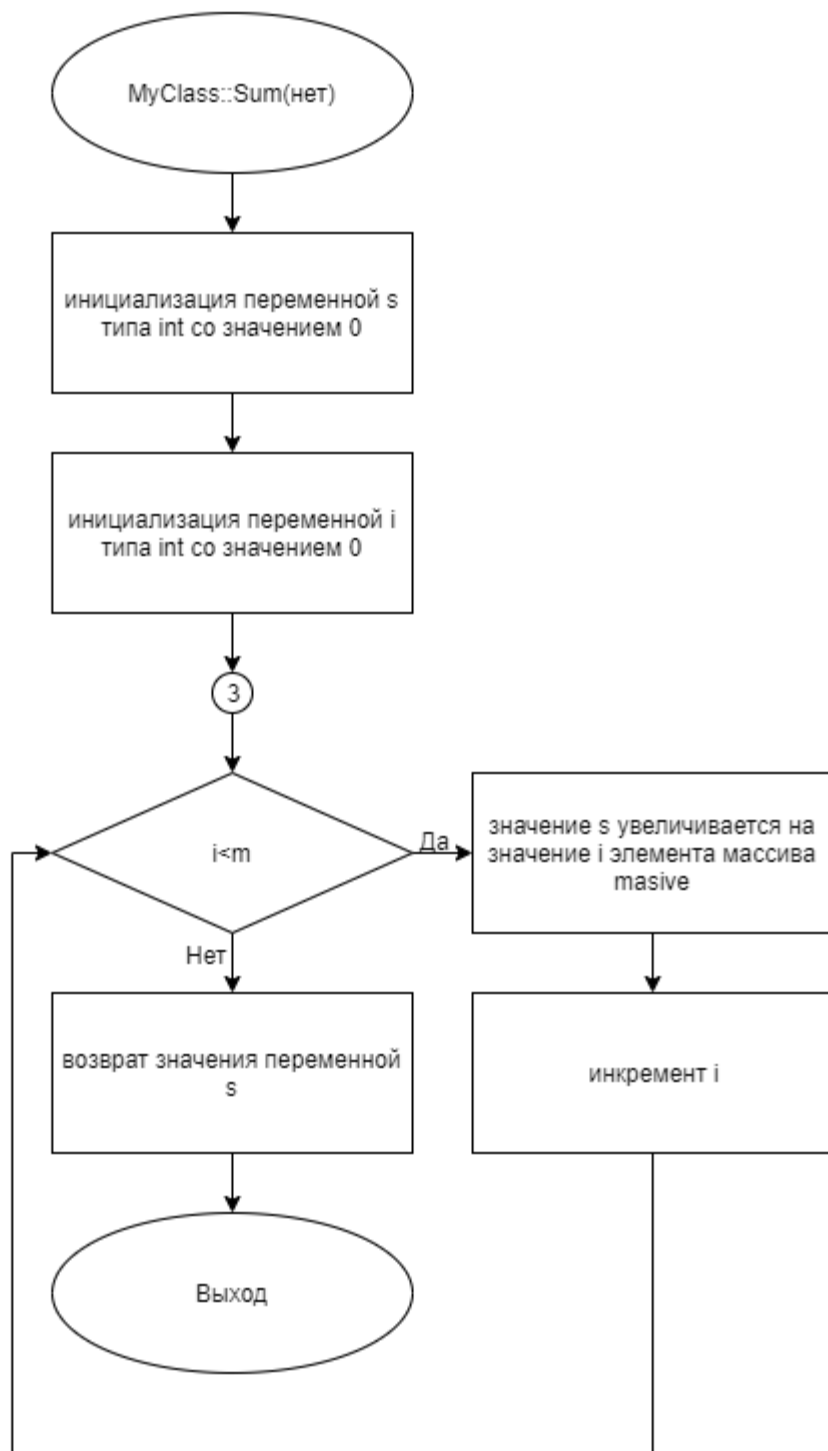 MyClass::Sum(нет)
инициализация переменной s
типа int со значением 0
инициализация переменной i
типа int со значением 0
3
i<m
Да
значение s увеличивается на
значение i элемента массива
masive
Нет
возврат значения переменной
s
инкремент i
Выход